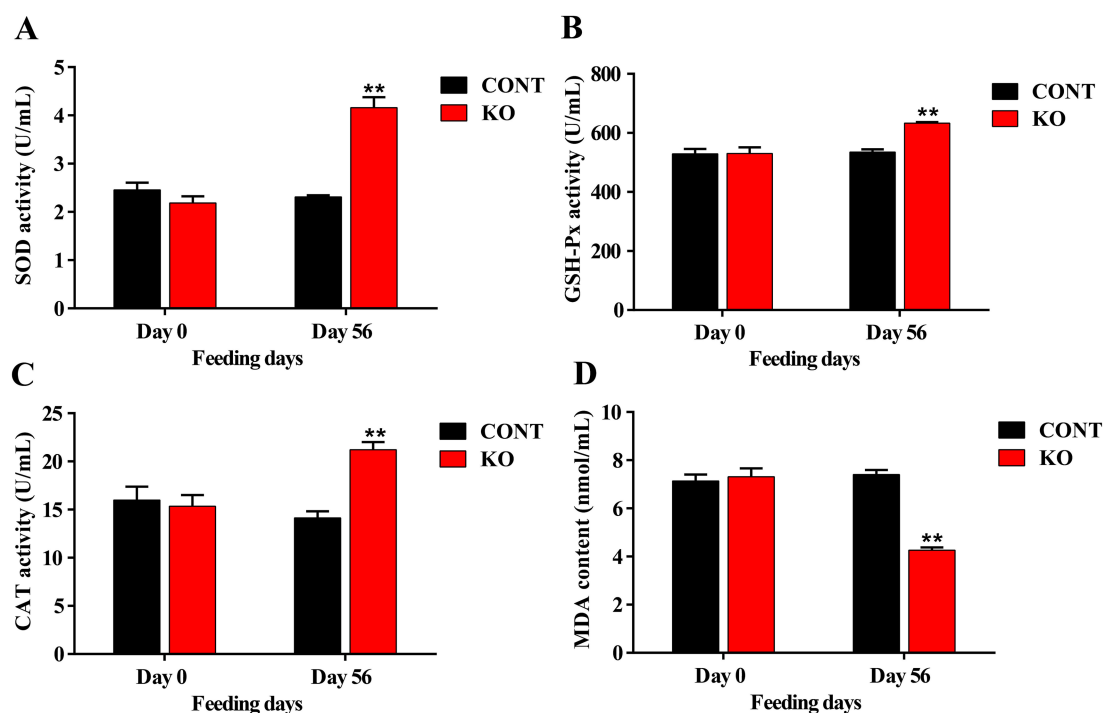 A
SOD activity (U/mL)
5
4
3
2
1
0
**
CONT
KO
Day 0
Day 56
Feeding days
B
GSH-Px activity (U/mL)
800
600
400
200
0
**
CONT
KO
Day 0
Day 56
Feeding days
C
CAT activity (U/mL)
25
20
15
10
5
0
**
CONT
KO
Day 0
Day 56
Feeding days
D
MDA content (nmol/mL)
10
8
6
4
2
0
**
CONT
KO
Day 0
Day 56
Feeding days